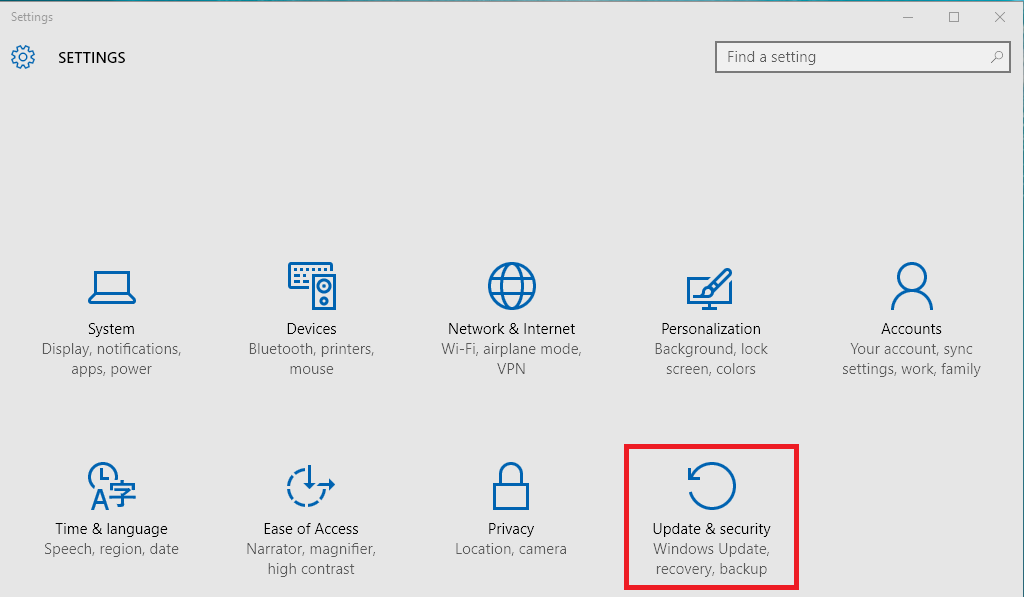 Settings
SETTINGS
Find a setting
System
Display, notifications,
apps, power
Devices
Bluetooth, printers,
mouse
Network & Internet
Wi-Fi, airplane mode,
VPN
Personalization
Background, lock
screen, colors
Accounts
Your account, sync
settings, work, family
A字
Time & language
Speech, region, date
Ease of Access
Narrator, magnifier,
high contrast
Privacy
Location, camera
Update & security
Windows Update,
recovery, backup